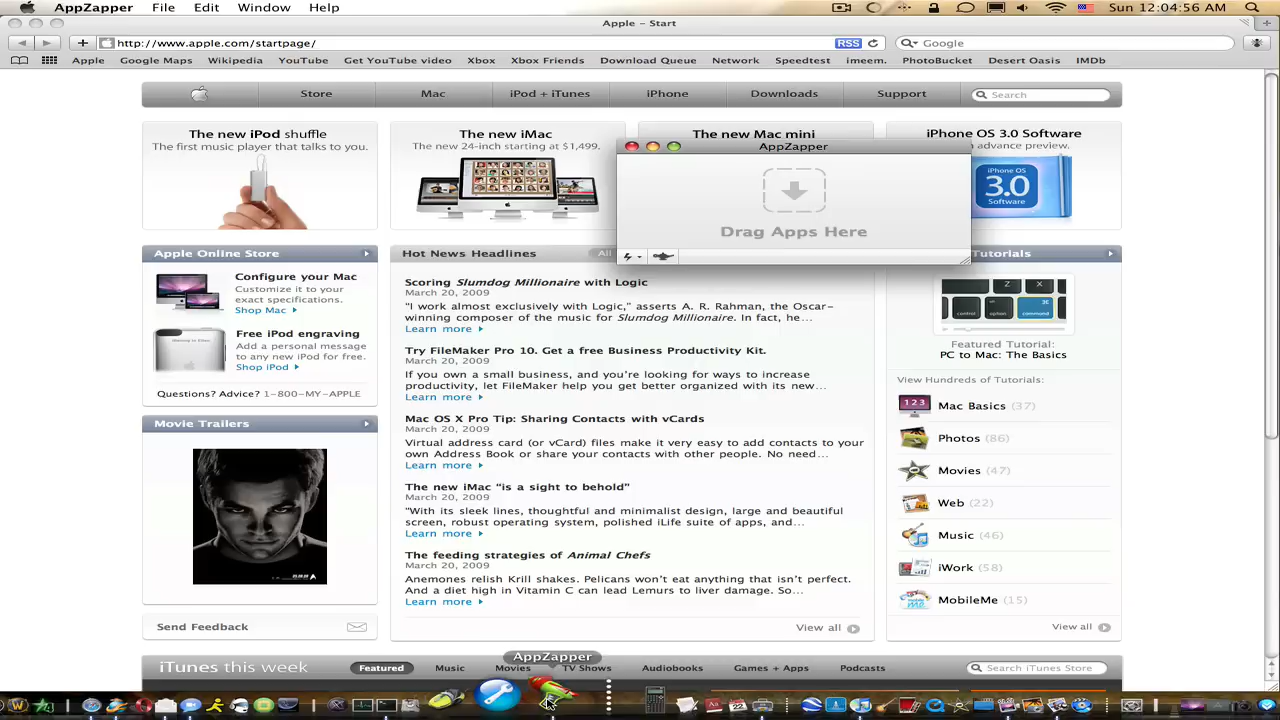 AppZapper File Edit Window Help Sun 12:04:56 AM
Apple – Start
http://www.apple.com/startpage/ RSS Google
Apple Google Maps Wikipedia YouTube Get YouTube video Xbox Xbox Friends Download Queue Network Speedtest imeem. PhotoBucket Desert Oasis IMDb
Store Mac iPod + iTunes iPhone Downloads Support Search
The new iPod shuffle
The first music player that talks to you.
The new iMac
The new 24-inch starting at $1,499.
The new Mac mini
iPhone OS 3.0 Software
advance preview.
iPhone OS
3.0
Software
AppZapper
Drag Apps Here
Apple Online Store
Configure your Mac
Customize it to your
exact specifications.
Shop Mac
Free iPod engraving
Add a personal message
to any new iPod for free.
Shop iPod
Questions? Advice? 1-800-MY-APPLE
Movie Trailers
Send Feedback
Hot News Headlines All
Scoring Slumdog Millionaire with Logic
March 20, 2009
"I work almost exclusively with Logic," asserts A. R. Rahman, the Oscar-
winning composer of the music for Slumdog Millionaire. In fact, he...
Learn more
Try FileMaker Pro 10. Get a free Business Productivity Kit.
March 20, 2009
If you own a small business, and you're looking for ways to increase
productivity, let FileMaker help you get better organized with its new...
Learn more
Mac OS X Pro Tip: Sharing Contacts with vCards
March 20, 2009
Virtual address card (or vCard) files make it very easy to add contacts to your
own Address Book or share your contacts with other people. No need...
Learn more
The new iMac "is a sight to behold"
March 20, 2009
"With its sleek lines, thoughtful and minimalist design, large and beautiful
screen, robust operating system, polished iLife suite of apps, and...
Learn more
The feeding strategies of Animal Chefs
March 20, 2009
Anemones relish Krill shakes. Pelicans won't eat anything that isn't perfect.
And a diet high in Vitamin C can lead Lemurs to liver damage. So...
Learn more
View all
Tutorials
Z X
control option command
Featured Tutorial:
PC to Mac: The Basics
View Hundreds of Tutorials:
123
Mac Basics (37)
Photos (86)
Movies (47)
Web (22)
Music (46)
iWork (58)
MobileMe (15)
View all
AppZapper
iTunes this week Featured Music Movies TV Shows Audiobooks Games + Apps Podcasts Search iTunes Store